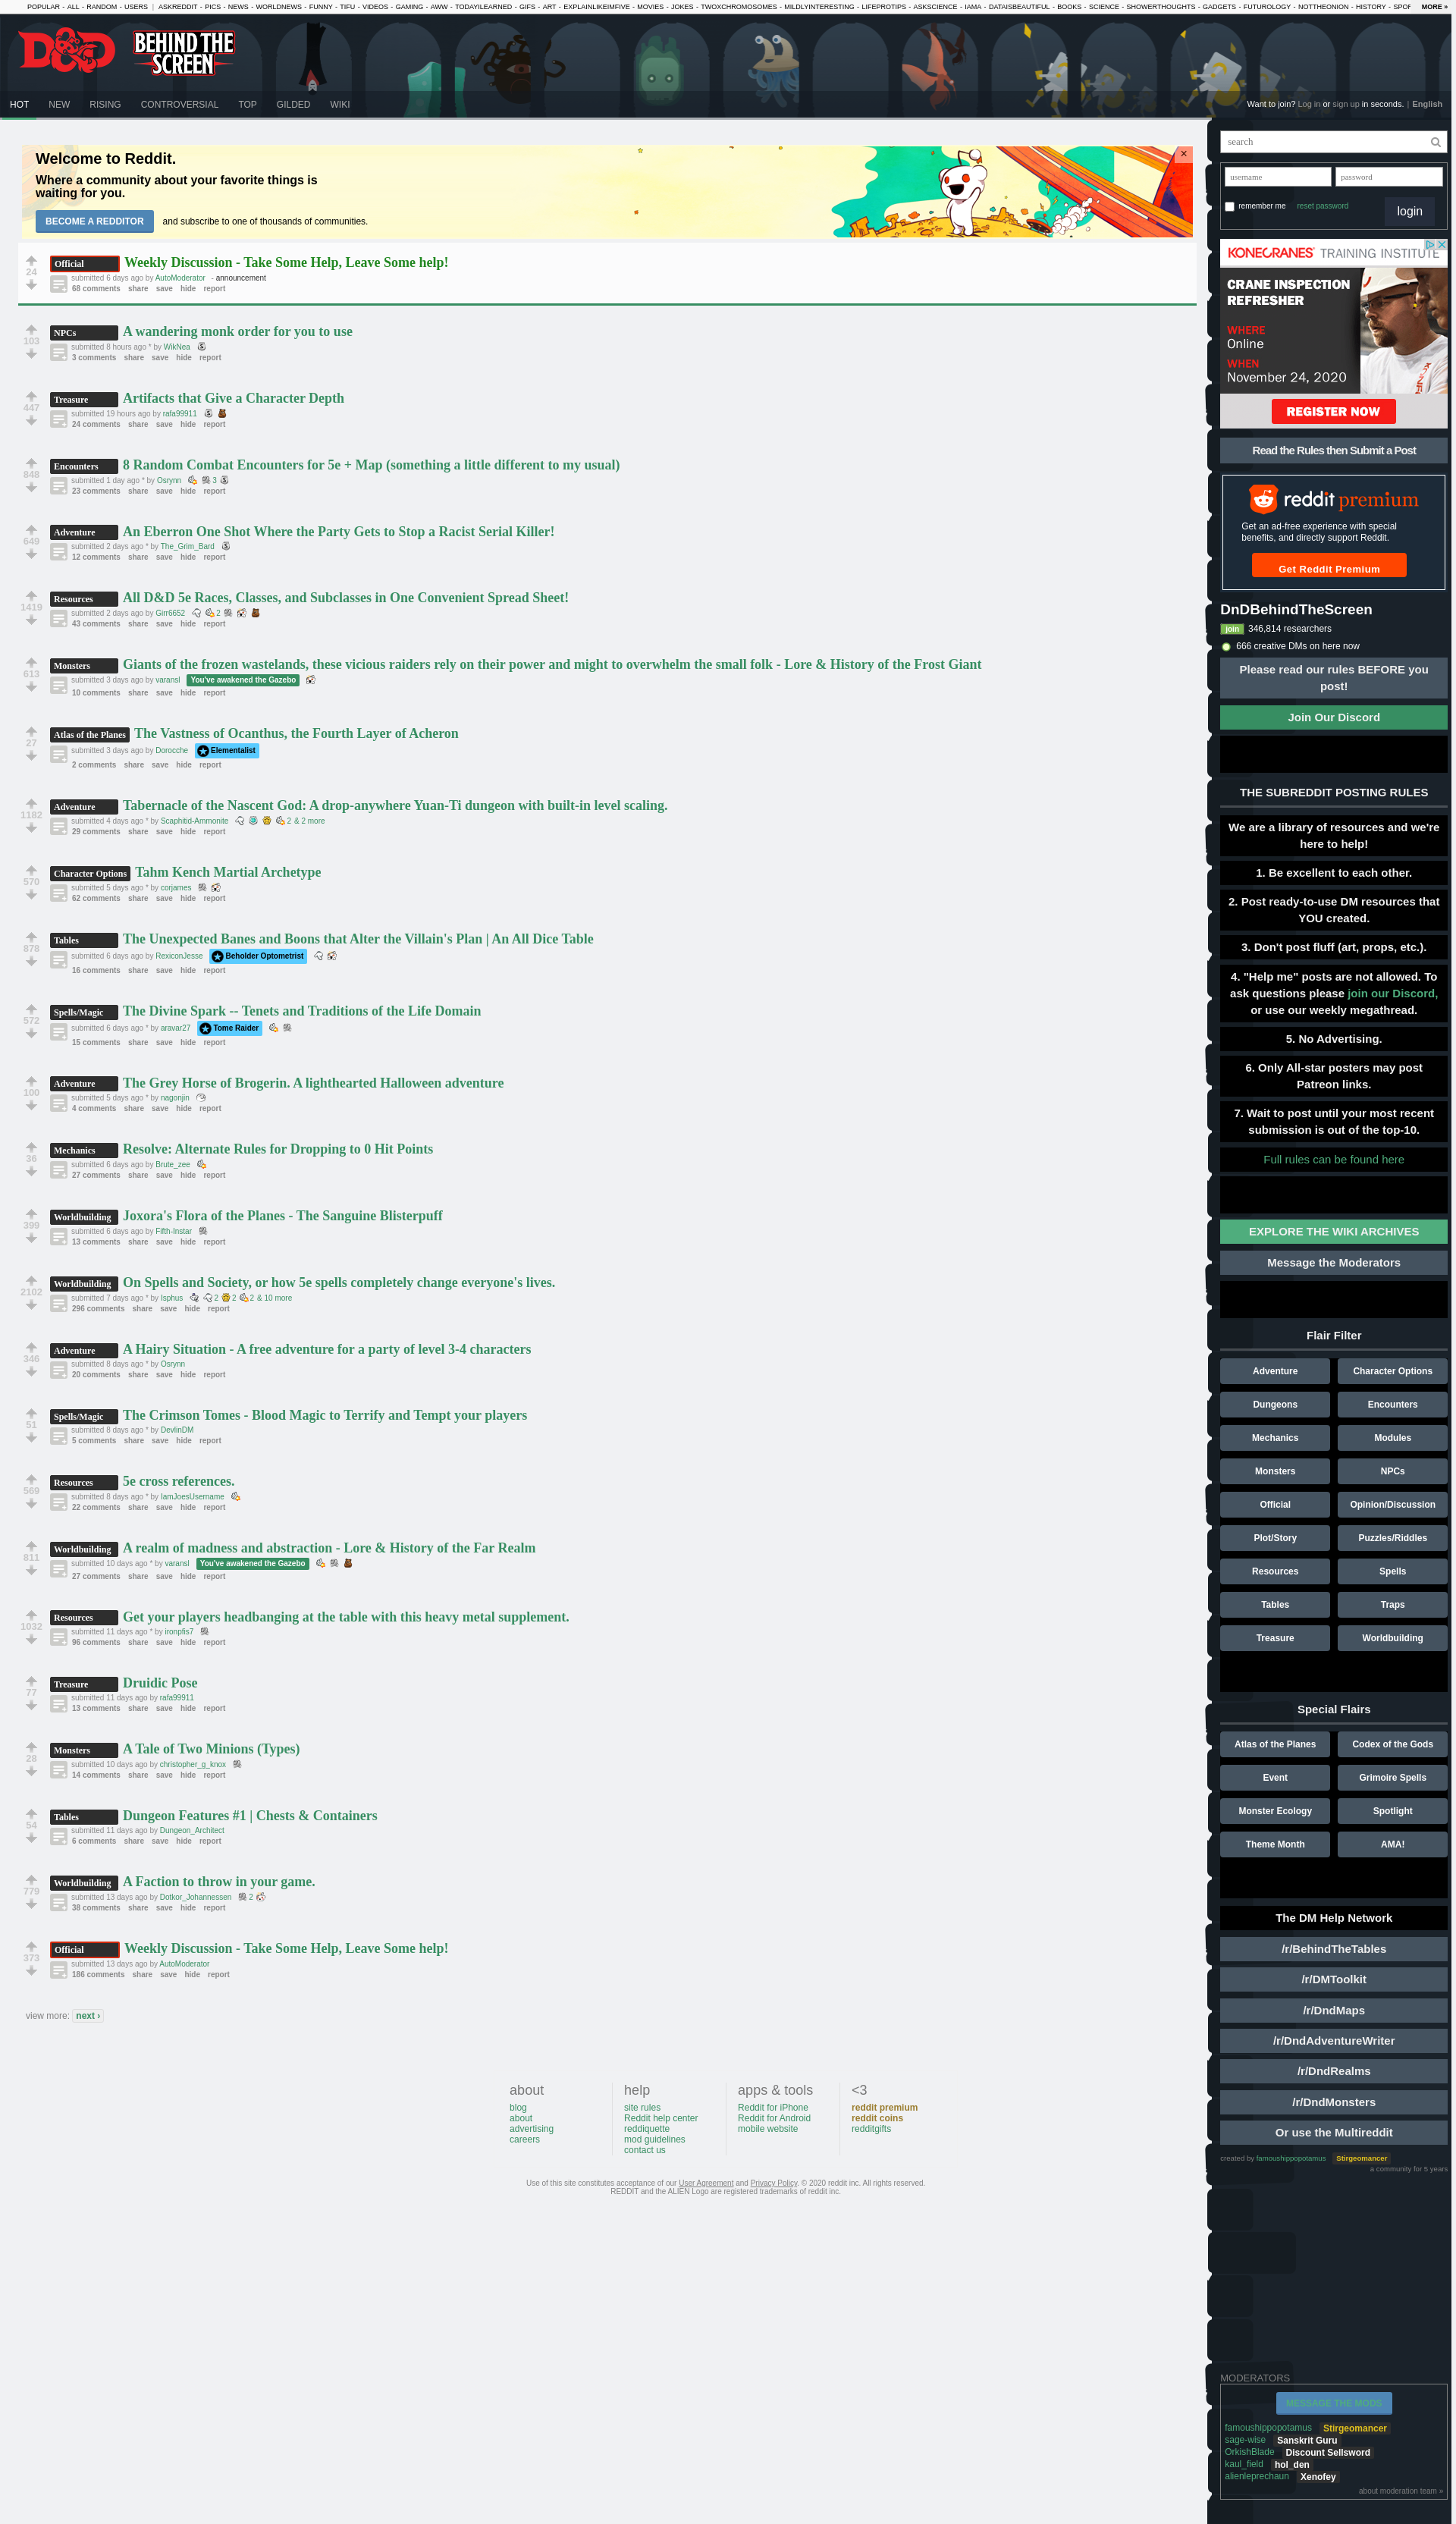 POPULAR - ALL - RANDOM - USERS | ASKREDDIT - PICS - NEWS - WORLDNEWS - FUNNY - TIFU - VIDEOS - GAMING - AWW - TODAYILEARNED - GIFS - ART - EXPLAINLIKEIMFIVE - MOVIES - JOKES - TWOXCHROMOSOMES - MILDLYINTERESTING - LIFEPROTIPS - ASKSCIENCE - IAMA - DATAISBEAUTIFUL - BOOKS - SCIENCE - SHOWERTHOUGHTS - GADGETS - FUTUROLOGY - NOTTHEONION - HISTORY - SPOR MORE »
D&D BEHIND THE SCREEN
HOT NEW RISING CONTROVERSIAL TOP GILDED WIKI
Want to join? Log in or sign up in seconds. | English
Welcome to Reddit.
Where a community about your favorite things is
waiting for you.
BECOME A REDDITOR and subscribe to one of thousands of communities.
24
Official Weekly Discussion - Take Some Help, Leave Some help!
submitted 6 days ago by AutoModerator - announcement
68 comments share save hide report
103
NPCs A wandering monk order for you to use
submitted 8 hours ago * by WikNea
3 comments share save hide report
447
Treasure Artifacts that Give a Character Depth
submitted 19 hours ago by rafa99911
24 comments share save hide report
848
Encounters 8 Random Combat Encounters for 5e + Map (something a little different to my usual)
submitted 1 day ago * by Osrynn 3
23 comments share save hide report
649
Adventure An Eberron One Shot Where the Party Gets to Stop a Racist Serial Killer!
submitted 2 days ago * by The_Grim_Bard
12 comments share save hide report
1419
Resources All D&D 5e Races, Classes, and Subclasses in One Convenient Spread Sheet!
submitted 2 days ago by Girr6652 2
43 comments share save hide report
613
Monsters Giants of the frozen wastelands, these vicious raiders rely on their power and might to overwhelm the small folk - Lore & History of the Frost Giant
submitted 3 days ago by varansl You've awakened the Gazebo
10 comments share save hide report
27
Atlas of the Planes The Vastness of Ocanthus, the Fourth Layer of Acheron
submitted 3 days ago by Dorocche Elementalist
2 comments share save hide report
1182
Adventure Tabernacle of the Nascent God: A drop-anywhere Yuan-Ti dungeon with built-in level scaling.
submitted 4 days ago * by Scaphitid-Ammonite 2 & 2 more
29 comments share save hide report
570
Character Options Tahm Kench Martial Archetype
submitted 5 days ago * by corjames
62 comments share save hide report
878
Tables The Unexpected Banes and Boons that Alter the Villain's Plan | An All Dice Table
submitted 6 days ago by RexiconJesse Beholder Optometrist
16 comments share save hide report
572
Spells/Magic The Divine Spark -- Tenets and Traditions of the Life Domain
submitted 6 days ago * by aravar27 Tome Raider
15 comments share save hide report
100
Adventure The Grey Horse of Brogerin. A lighthearted Halloween adventure
submitted 5 days ago * by nagonjin
4 comments share save hide report
36
Mechanics Resolve: Alternate Rules for Dropping to 0 Hit Points
submitted 6 days ago by Brute_zee
27 comments share save hide report
399
Worldbuilding Joxora's Flora of the Planes - The Sanguine Blisterpuff
submitted 6 days ago by Fifth-Instar
13 comments share save hide report
2102
Worldbuilding On Spells and Society, or how 5e spells completely change everyone's lives.
submitted 7 days ago * by Isphus 2 2 2 & 10 more
296 comments share save hide report
346
Adventure A Hairy Situation - A free adventure for a party of level 3-4 characters
submitted 8 days ago * by Osrynn
20 comments share save hide report
51
Spells/Magic The Crimson Tomes - Blood Magic to Terrify and Tempt your players
submitted 8 days ago * by DevlinDM
5 comments share save hide report
569
Resources 5e cross references.
submitted 8 days ago * by IamJoesUsername
22 comments share save hide report
811
Worldbuilding A realm of madness and abstraction - Lore & History of the Far Realm
submitted 10 days ago * by varansl You've awakened the Gazebo
27 comments share save hide report
1032
Resources Get your players headbanging at the table with this heavy metal supplement.
submitted 11 days ago * by ironpfis7
96 comments share save hide report
77
Treasure Druidic Pose
submitted 11 days ago by rafa99911
13 comments share save hide report
28
Monsters A Tale of Two Minions (Types)
submitted 10 days ago by christopher_g_knox
14 comments share save hide report
54
Tables Dungeon Features #1 | Chests & Containers
submitted 11 days ago by Dungeon_Architect
6 comments share save hide report
779
Worldbuilding A Faction to throw in your game.
submitted 13 days ago by Dotkor_Johannessen 2
38 comments share save hide report
373
Official Weekly Discussion - Take Some Help, Leave Some help!
submitted 13 days ago by AutoModerator
186 comments share save hide report
view more: next ›
search
username password
remember me reset password login
KONECRANES TRAINING INSTITUTE
CRANE INSPECTION
REFRESHER
WHERE
Online
WHEN
November 24, 2020
REGISTER NOW
Read the Rules then Submit a Post
reddit premium
Get an ad-free experience with special
benefits, and directly support Reddit.
Get Reddit Premium
DnDBehindTheScreen
join 346,814 researchers
666 creative DMs on here now
Please read our rules BEFORE you
post!
Join Our Discord
THE SUBREDDIT POSTING RULES
We are a library of resources and we're
here to help!
1. Be excellent to each other.
2. Post ready-to-use DM resources that
YOU created.
3. Don't post fluff (art, props, etc.).
4. "Help me" posts are not allowed. To
ask questions please join our Discord,
or use our weekly megathread.
5. No Advertising.
6. Only All-star posters may post
Patreon links.
7. Wait to post until your most recent
submission is out of the top-10.
Full rules can be found here
EXPLORE THE WIKI ARCHIVES
Message the Moderators
Flair Filter
Adventure Character Options
Dungeons Encounters
Mechanics Modules
Monsters NPCs
Official Opinion/Discussion
Plot/Story Puzzles/Riddles
Resources Spells
Tables Traps
Treasure Worldbuilding
Special Flairs
Atlas of the Planes Codex of the Gods
Event Grimoire Spells
Monster Ecology Spotlight
Theme Month AMA!
The DM Help Network
/r/BehindTheTables
/r/DMToolkit
/r/DndMaps
/r/DndAdventureWriter
/r/DndRealms
/r/DndMonsters
Or use the Multireddit
created by famoushippopotamus Stirgeomancer
a community for 5 years
MODERATORS
MESSAGE THE MODS
famoushippopotamus Stirgeomancer
sage-wise Sanskrit Guru
OrkishBlade Discount Sellsword
kaul_field hol_den
alienleprechaun Xenofey
about moderation team »
about help apps & tools <3
blog site rules Reddit for iPhone reddit premium
about Reddit help center Reddit for Android reddit coins
advertising reddiquette mobile website redditgifts
careers mod guidelines
contact us
Use of this site constitutes acceptance of our User Agreement and Privacy Policy. © 2020 reddit inc. All rights reserved.
REDDIT and the ALIEN Logo are registered trademarks of reddit inc.